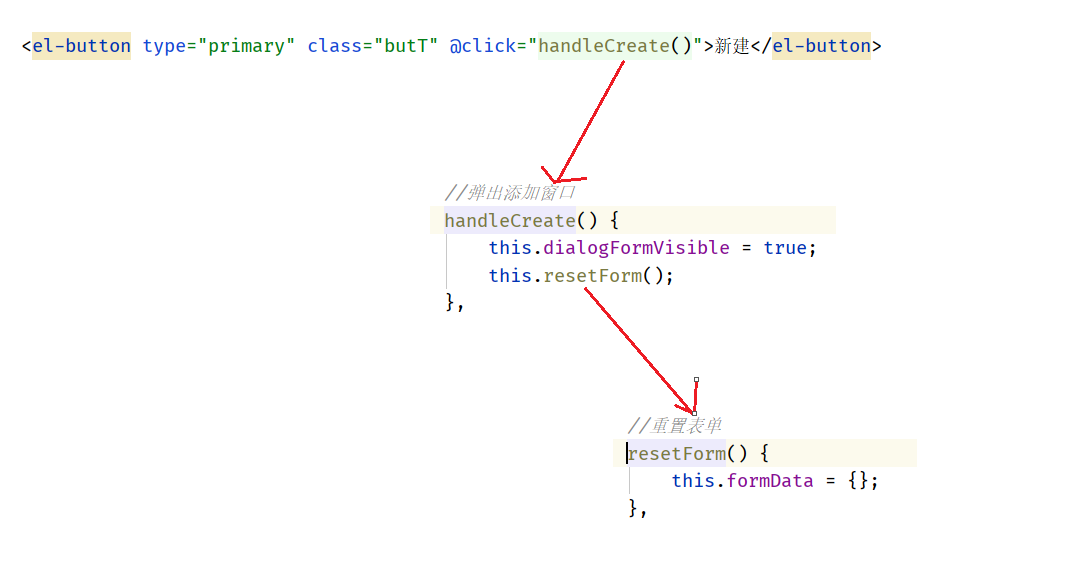 <el-button type="primary" class="butT" @click="handleCreate()">新建</el-button>
//弹出添加窗口
handleCreate() {
this.dialogFormVisible = true;
this.resetForm();
},
//重置表单
resetForm() {
this.formData = {};
},